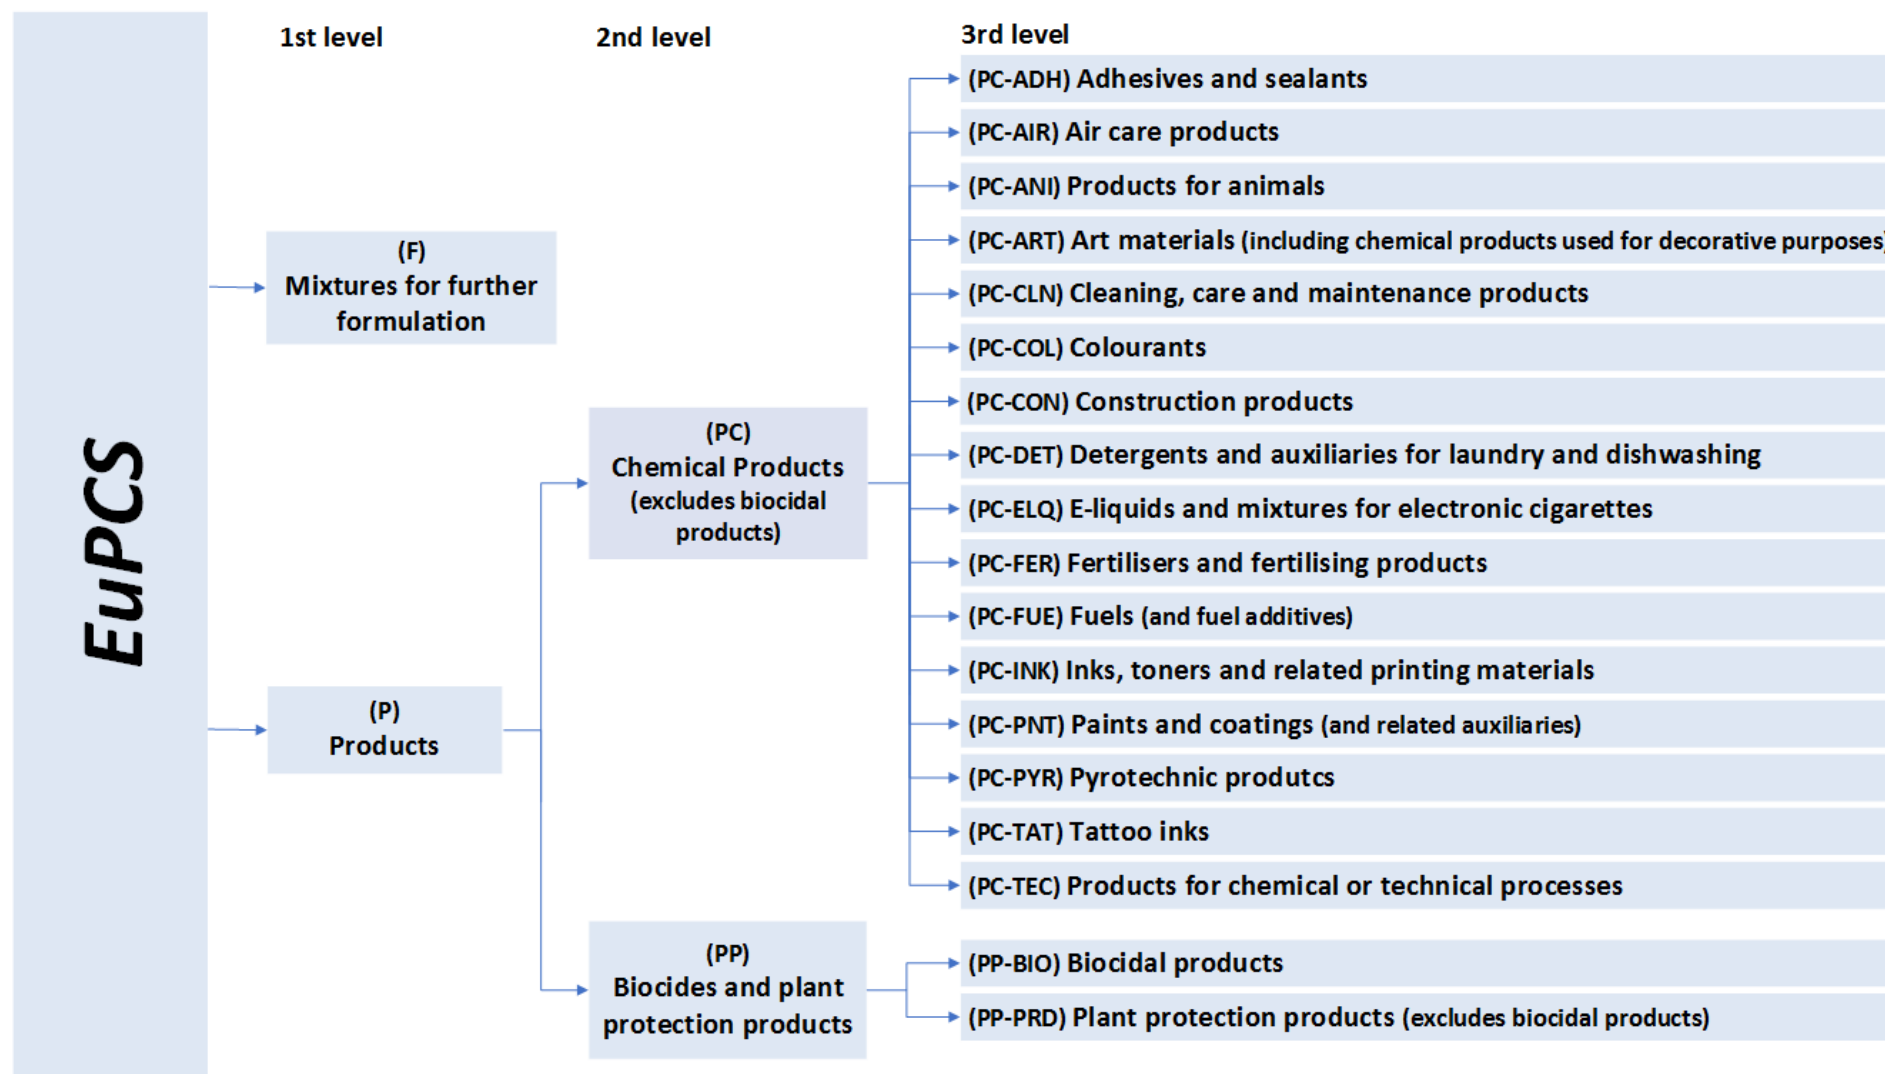 EuPCS
1st level
2nd level
3rd level
(F)
Mixtures for further
formulation
(P)
Products
(PC)
Chemical Products
(excludes biocidal
products)
(PP)
Biocides and plant
protection products
(PC-ADH) Adhesives and sealants
(PC-AIR) Air care products
(PC-ANI) Products for animals
(PC-ART) Art materials (including chemical products used for decorative purposes)
(PC-CLN) Cleaning, care and maintenance products
(PC-COL) Colourants
(PC-CON) Construction products
(PC-DET) Detergents and auxiliaries for laundry and dishwashing
(PC-ELQ) E-liquids and mixtures for electronic cigarettes
(PC-FER) Fertilisers and fertilising products
(PC-FUE) Fuels (and fuel additives)
(PC-INK) Inks, toners and related printing materials
(PC-PNT) Paints and coatings (and related auxiliaries)
(PC-PYR) Pyrotechnic produtcs
(PC-TAT) Tattoo inks
(PC-TEC) Products for chemical or technical processes
(PP-BIO) Biocidal products
(PP-PRD) Plant protection products (excludes biocidal products)